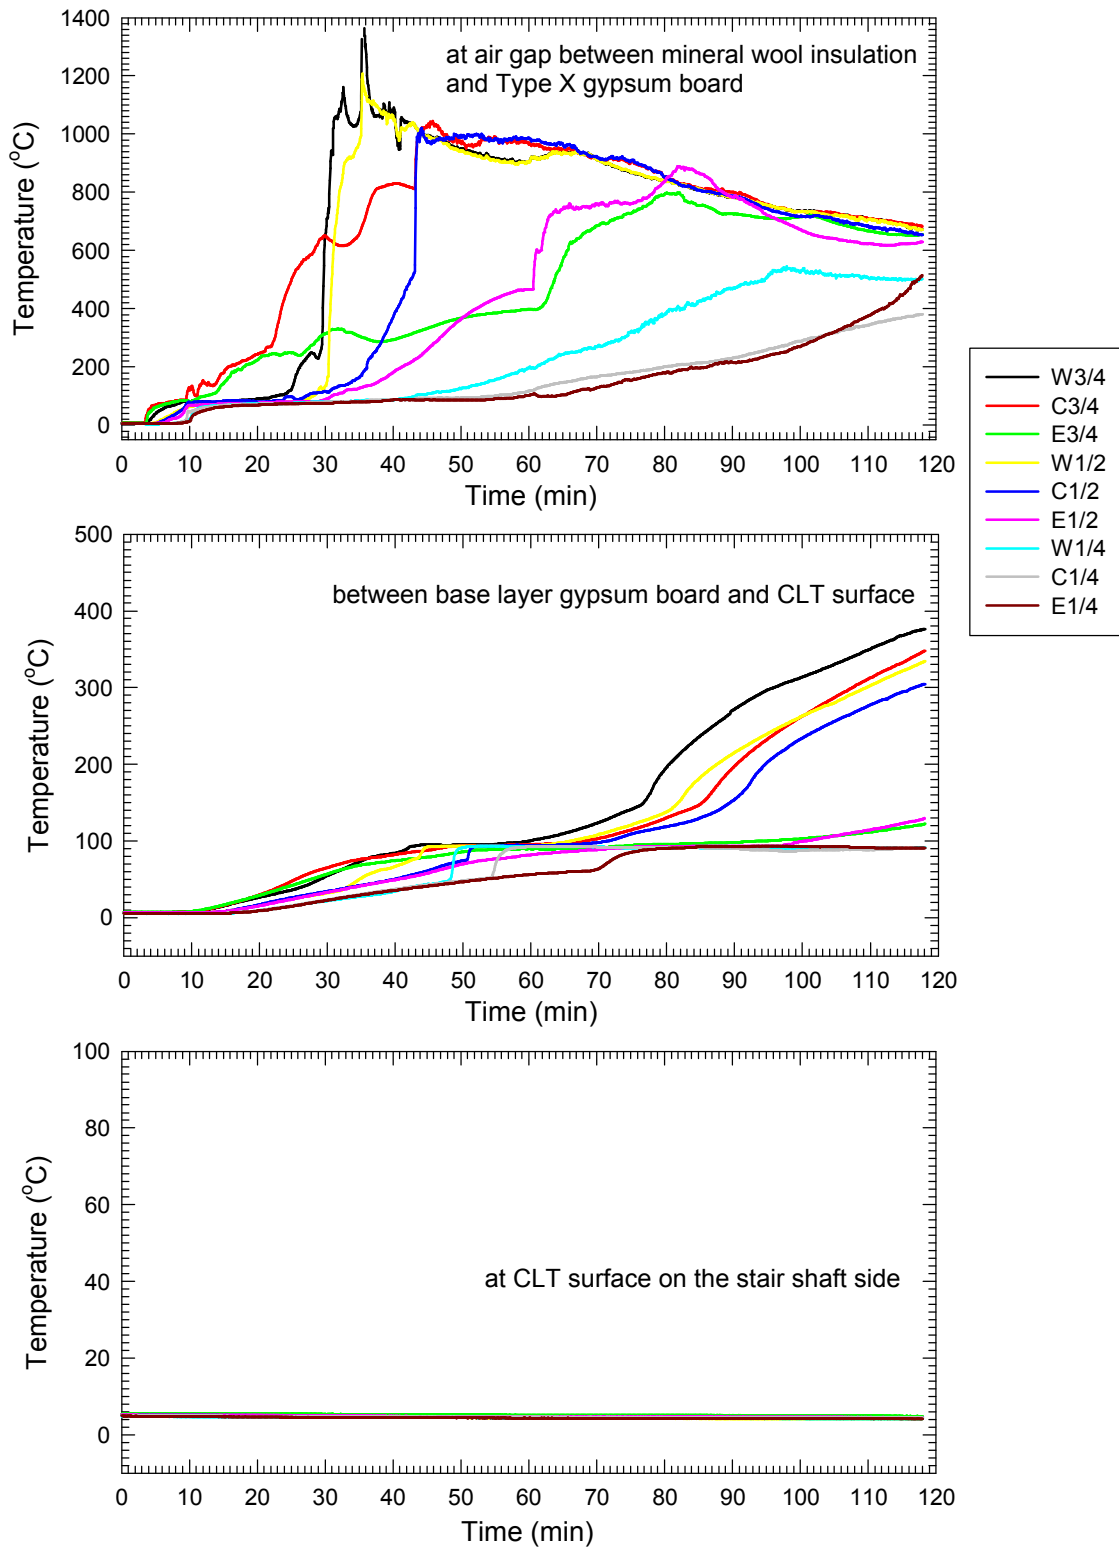 1400
1200
1000
800
600
400
200
0
Temperature (°C)
at air gap between mineral wool insulation
and Type X gypsum board
0 10 20 30 40 50 60 70 80 90 100 110 120
Time (min)
500
400
300
200
100
0
Temperature (°C)
between base layer gypsum board and CLT surface
0 10 20 30 40 50 60 70 80 90 100 110 120
Time (min)
100
80
60
40
20
0
Temperature (°C)
at CLT surface on the stair shaft side
0 10 20 30 40 50 60 70 80 90 100 110 120
Time (min)
W3/4
C3/4
E3/4
W1/2
C1/2
E1/2
W1/4
C1/4
E1/4